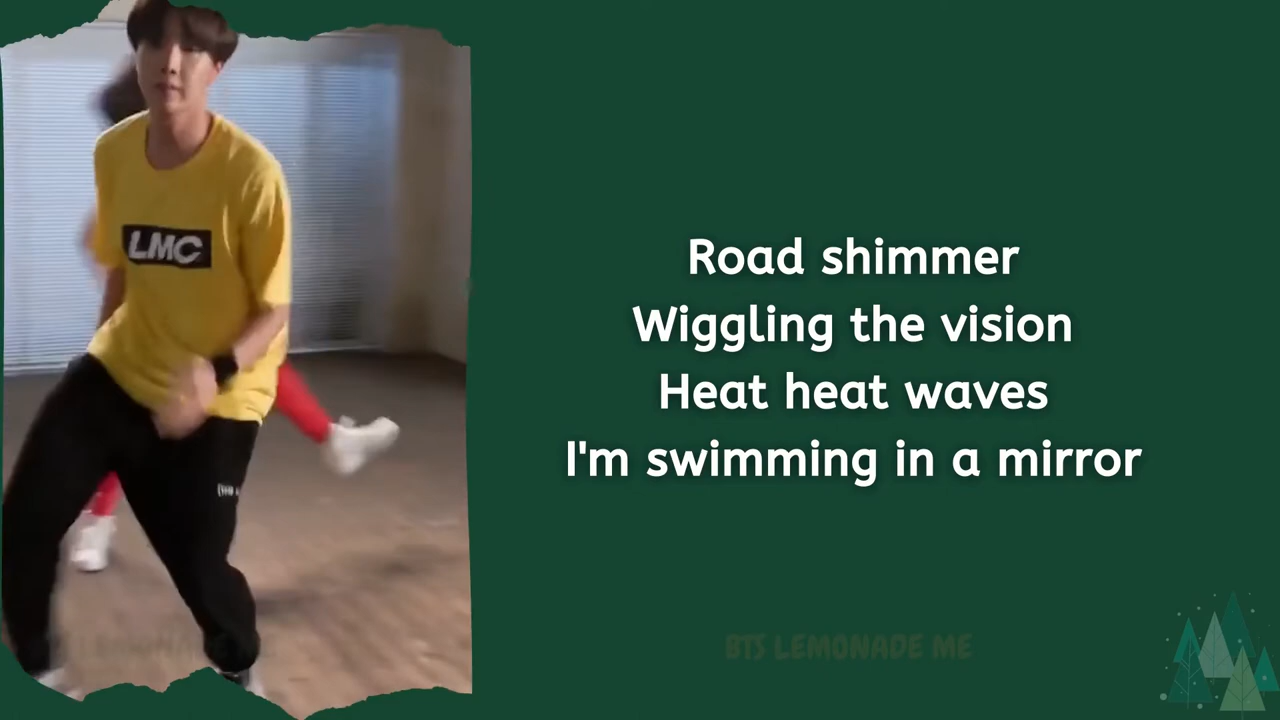 LMC
Road shimmer
Wiggling the vision
Heat heat waves
I'm swimming in a mirror
BTS LEMONADE ME